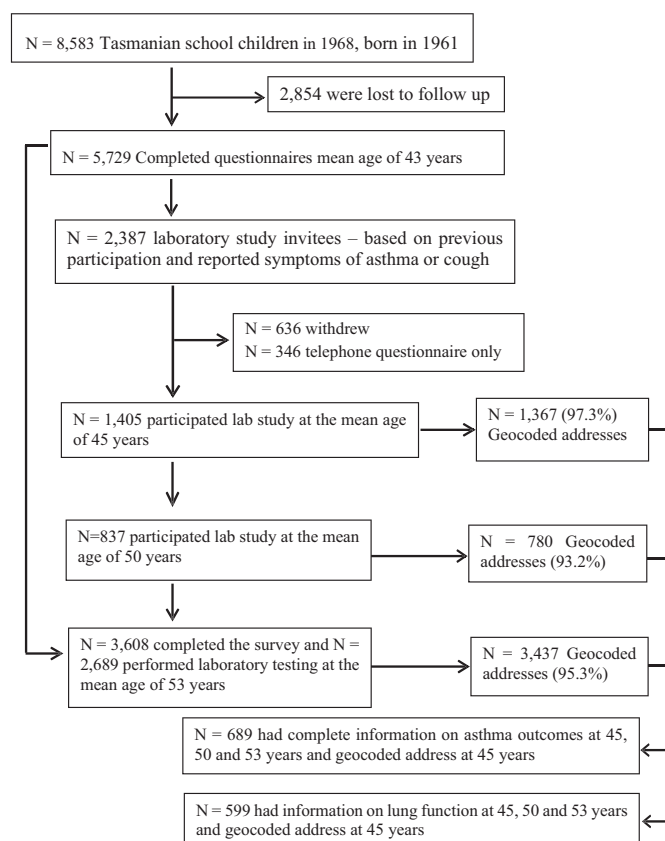 N = 8,583 Tasmanian school children in 1968, born in 1961
2,854 were lost to follow up
N = 5,729 Completed questionnaires mean age of 43 years
N = 2,387 laboratory study invitees – based on previous
participation and reported symptoms of asthma or cough
N = 636 withdrew
N = 346 telephone questionnaire only
N = 1,405 participated lab study at the mean age
of 45 years
N = 1,367 (97.3%)
Geocoded addresses
N=837 participated lab study at the mean
age of 50 years
N = 780 Geocoded
addresses (93.2%)
N = 3,608 completed the survey and N =
2,689 performed laboratory testing at the
mean age of 53 years
N = 3,437 Geocoded
addresses (95.3%)
N = 689 had complete information on asthma outcomes at 45,
50 and 53 years and geocoded address at 45 years
N = 599 had information on lung function at 45, 50 and 53 years
and geocoded address at 45 years